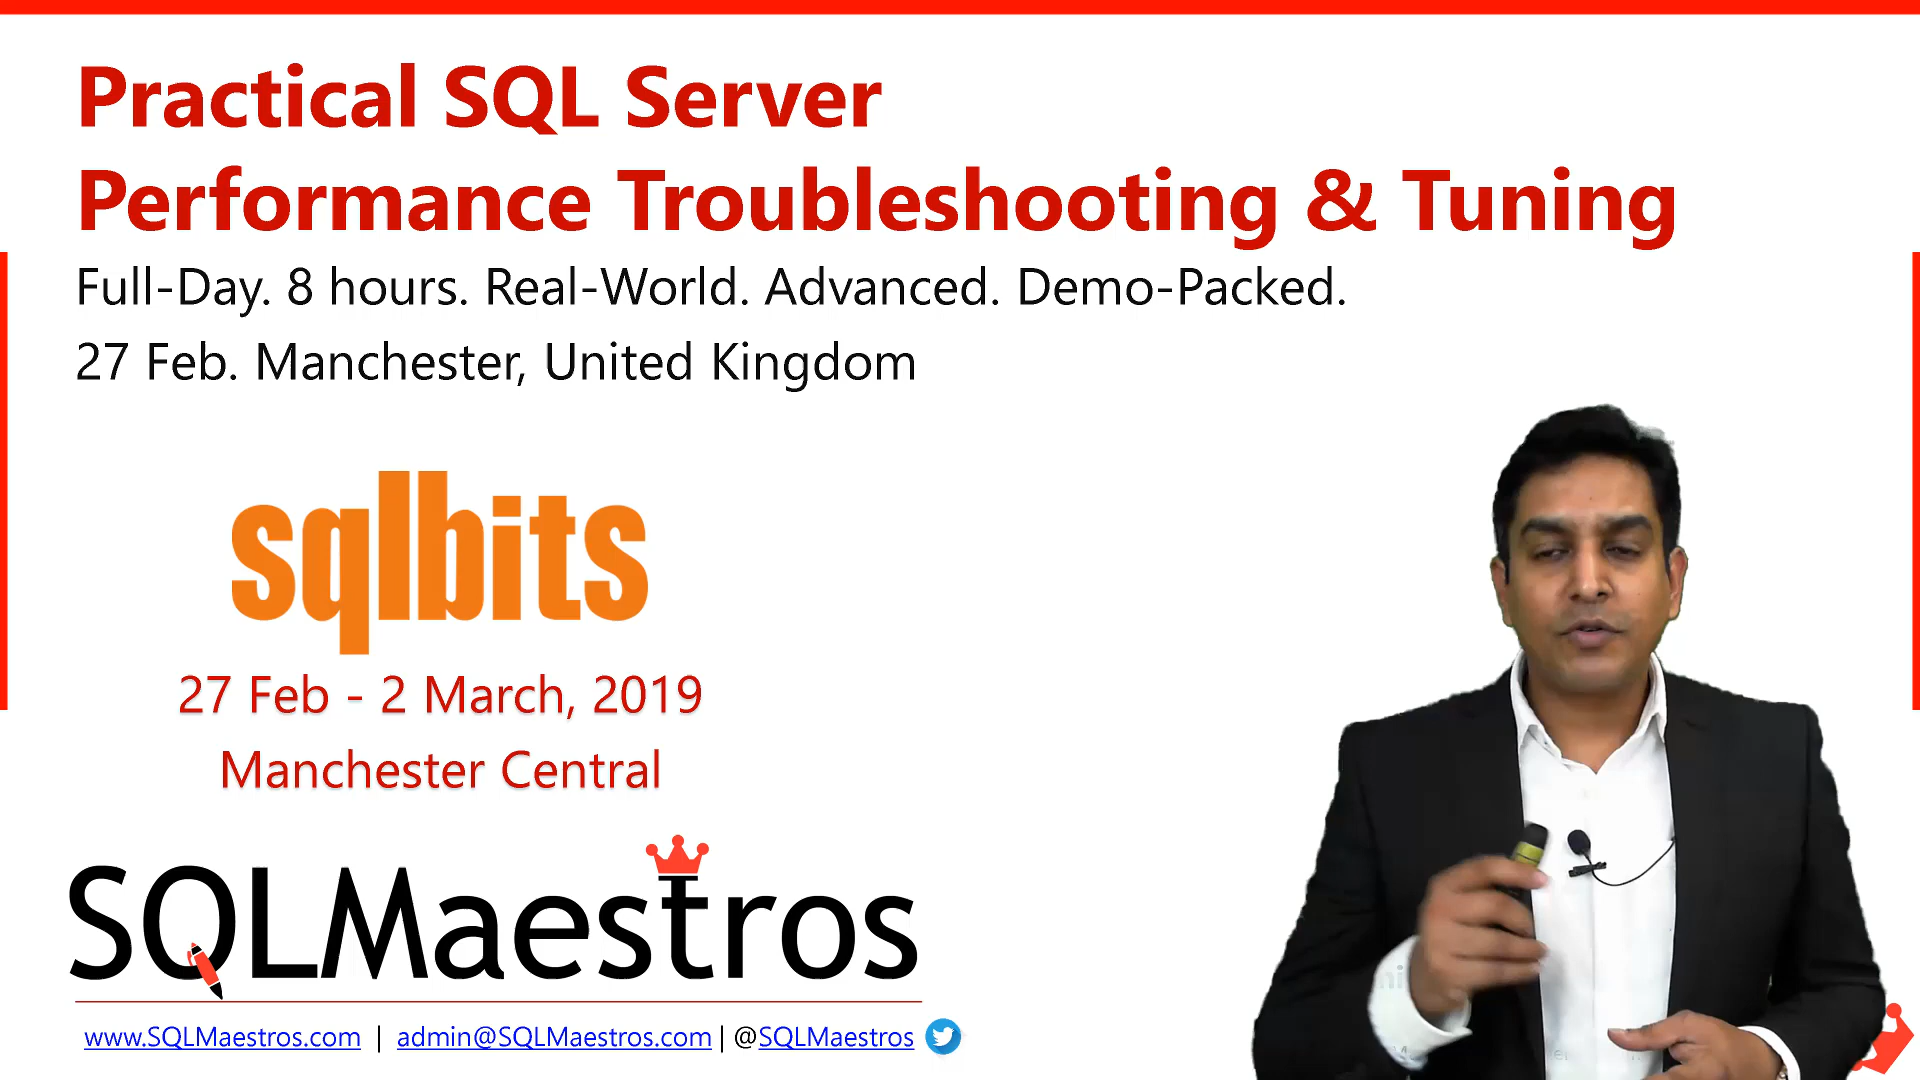 Practical SQL Server
Performance Troubleshooting & Tuning
Full-Day. 8 hours. Real-World. Advanced. Demo-Packed.
27 Feb. Manchester, United Kingdom
sqlbits
27 Feb - 2 March, 2019
Manchester Central
SQLMaestros
www.SQLMaestros.com | admin@SQLMaestros.com | @SQLMaestros